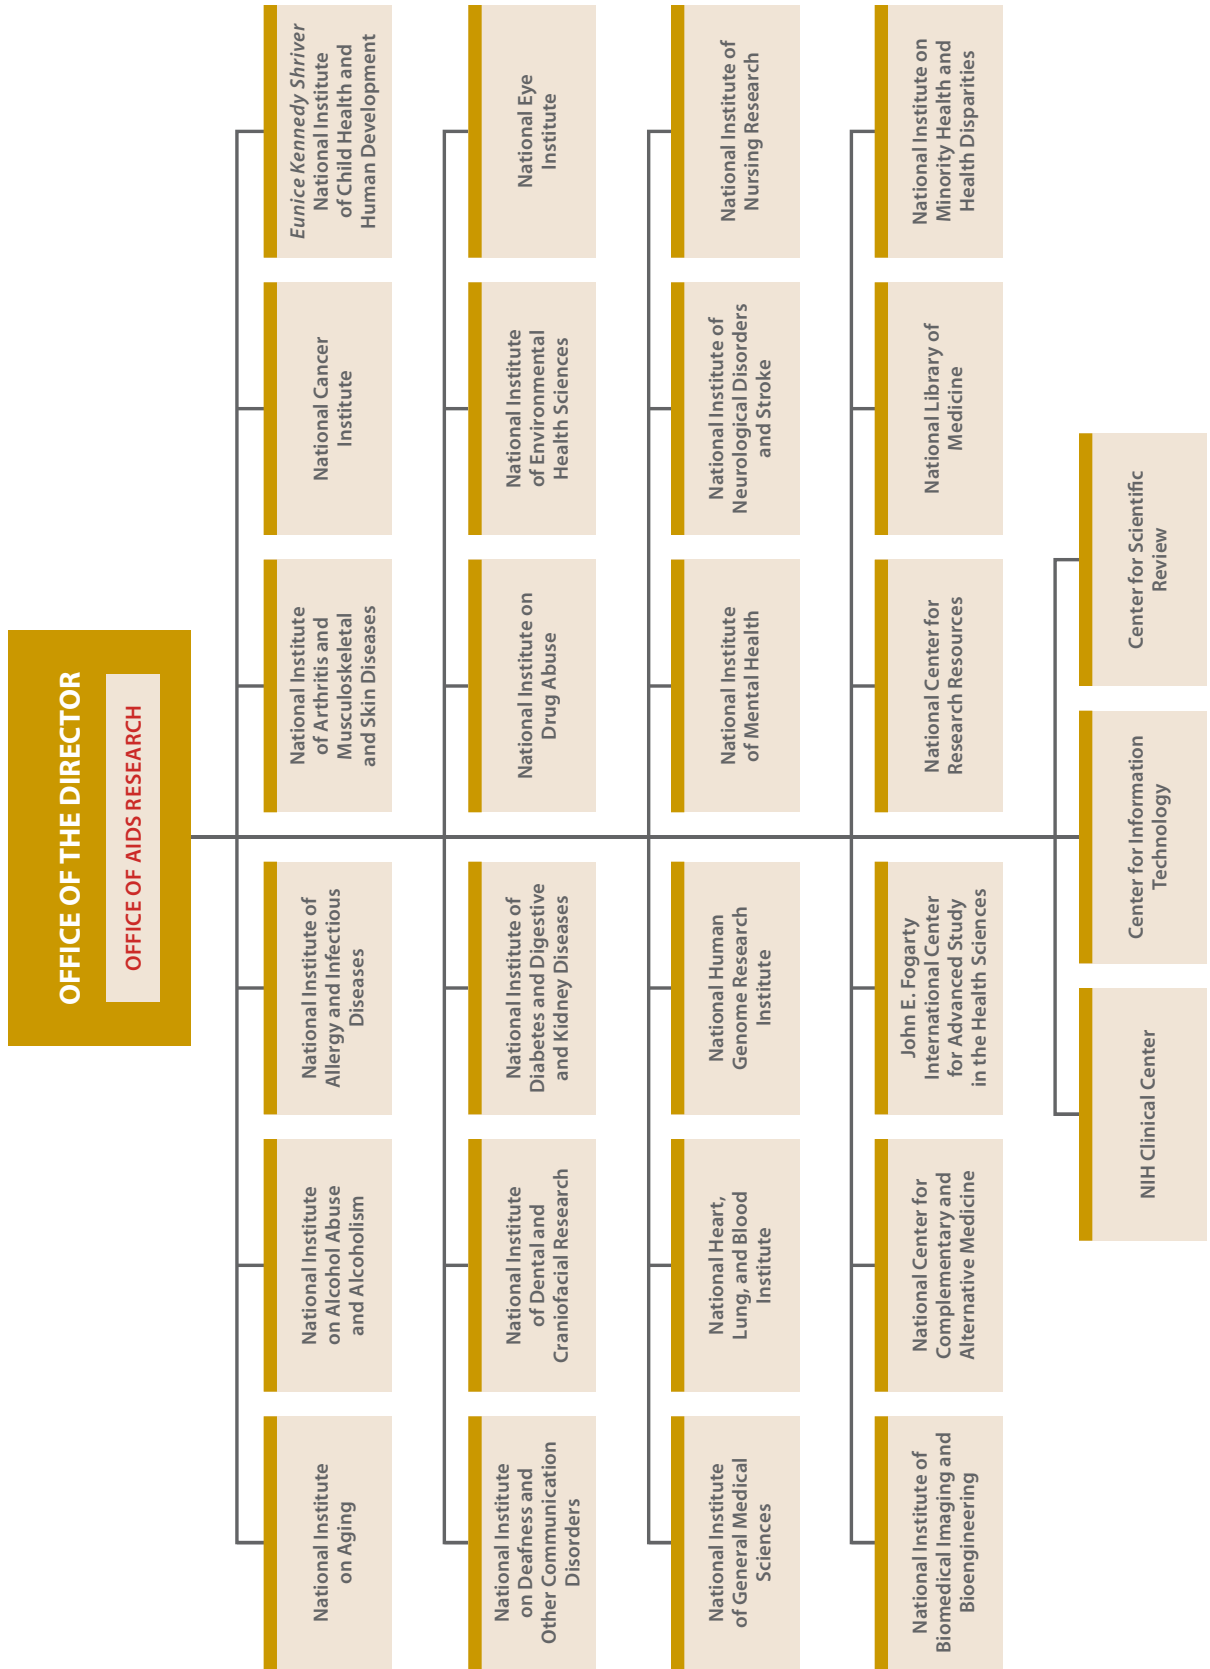 OFFICE OF THE DIRECTOR
OFFICE OF AIDS RESEARCH
National Institute
on Aging
National Institute
on Alcohol Abuse
and Alcoholism
National Institute of
Allergy and Infectious
Diseases
National Institute
of Arthritis and
Musculoskeletal
and Skin Diseases
National Cancer
Institute
Eunice Kennedy Shriver
National Institute
of Child Health and
Human Development
National Institute
on Deafness and
Other Communication
Disorders
National Institute
of Dental and
Craniofacial Research
National Institute of
Diabetes and Digestive
and Kidney Diseases
National Institute on
Drug Abuse
National Institute
of Environmental
Health Sciences
National Eye
Institute
National Institute
of General Medical
Sciences
National Heart,
Lung, and Blood
Institute
National Human
Genome Research
Institute
National Institute
of Mental Health
National Institute of
Neurological Disorders
and Stroke
National Institute of
Nursing Research
National Institute of
Biomedical Imaging and
Bioengineering
National Center for
Complementary and
Alternative Medicine
John E. Fogarty
International Center
for Advanced Study
in the Health Sciences
National Center for
Research Resources
National Library of
Medicine
National Institute on
Minority Health and
Health Disparities
NIH Clinical Center
Center for Information
Technology
Center for Scientific
Review